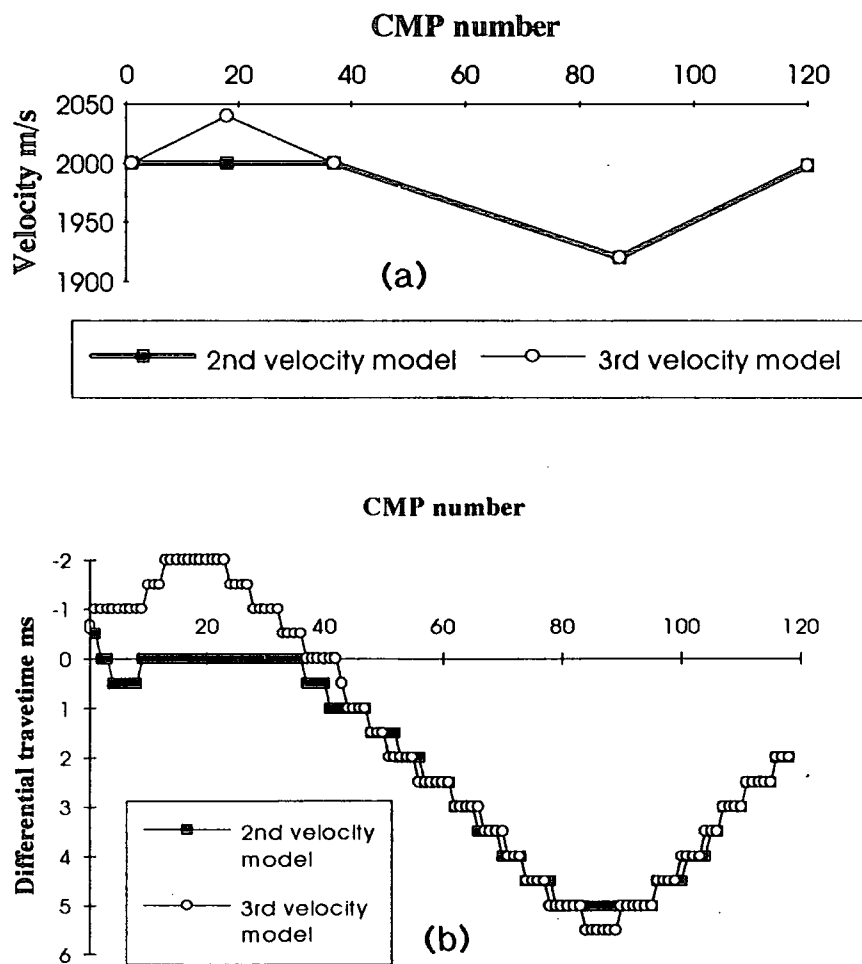 CMP number
0 20 40 60 80 100 120
2050
2000
1950
1900
Velocity m/s
(a)
2nd velocity model 3rd velocity model
CMP number
-2
-1
0 20 40 60 80 100 120
0
1
2
3
4
5
6
Differential travetime ms
2nd velocity
model
3rd velocity
model
(b)